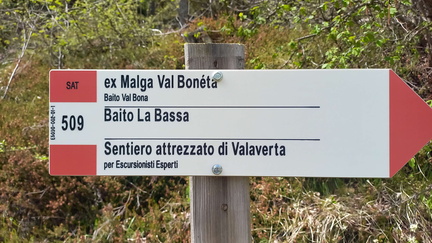 SAT
ex Malga Val Bonéta
Baito Val Bona
509
Baito La Bassa
Sentiero attrezzato di Valaverta
per Escursionisti Esperti